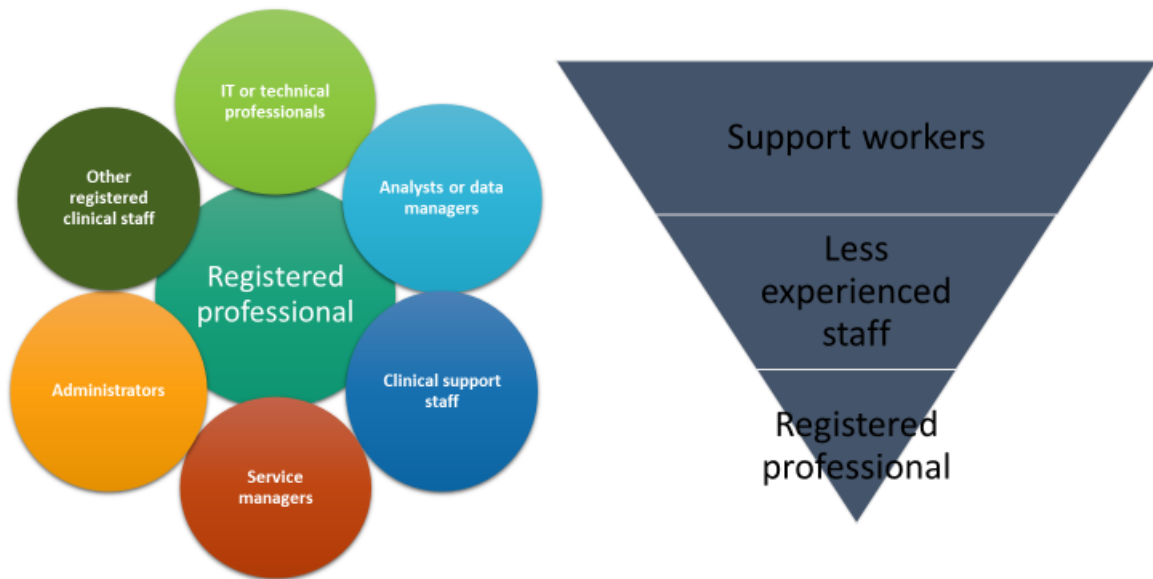 IT or technical
professionals
Analysts or data
managers
Clinical support
staff
Service
managers
Administrators
Other
registered
clinical staff
Registered
professional
Support workers
Less
experienced
staff
Registered
professional